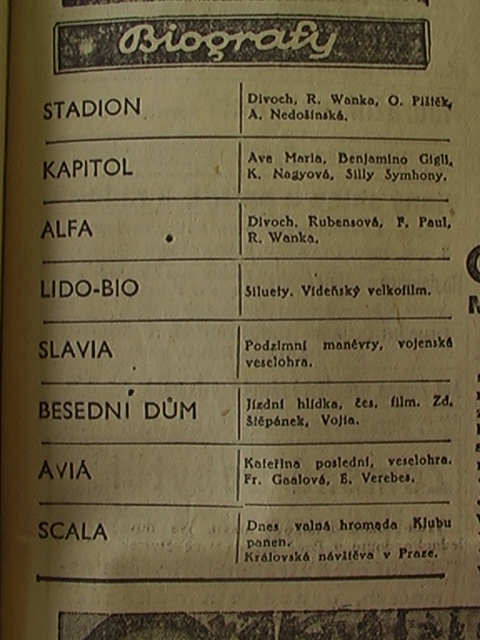 Biografy
STADION
Divoch, R. Wanka, O. Pištěk,
A. Nedošinská.
KAPITOL
Ave Maria, Benjamino Gigli,
K. Nagyová, Silly Symhony.
ALFA
Divoch. Rubensová, F. Paul,
R. Wanka.
LIDO-BIO
Siluety. Vídeňský velkofilm.
SLAVIA
Podzimní manévry, vojenská
veselohra.
BESEDNÍ DŮM
Jízdní hlídka, čes. film. Zd.
Štěpánek, Vojta.
AVIÁ
Kateřina poslední, veselohra.
Fr. Gaalová, E. Verebes.
SCALA
Dnes valná hromada Klubu
panen.
Královská návštěva v Praze.